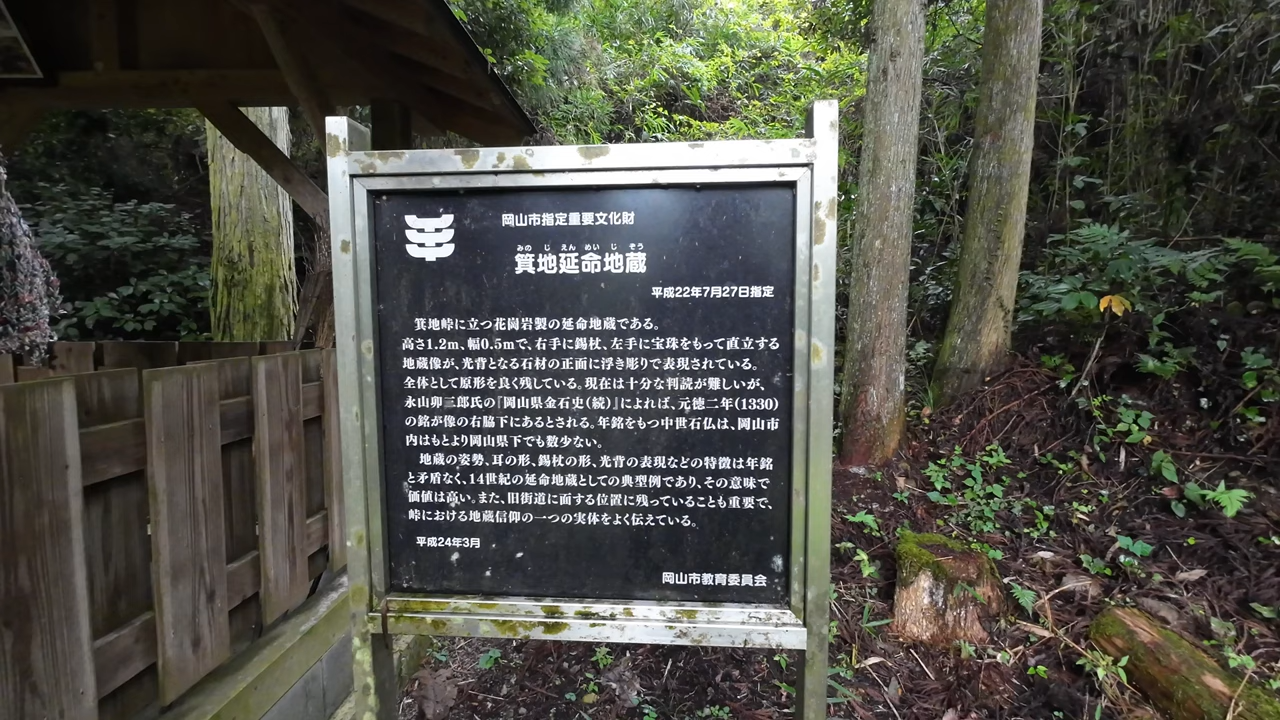 岡山市指定重要文化財
みの じ えん めい じ ぞう
箕地延命地蔵
平成22年7月27日指定
箕地峠に立つ花崗岩製の延命地蔵である。
高さ1.2m、幅0.5mで、右手に錫杖、左手に宝珠をもって直立する
地蔵像が、光背となる石材の正面に浮き彫りで表現されている。
全体として原形を良く残している。現在は十分な判読が難しいが、
永山卯三郎氏の『岡山県金石史(続)』によれば、元徳二年(1330)
の銘が像の右脇下にあるとされる。年銘をもつ中世石仏は、岡山市
内はもとより岡山県下でも数少ない。
地蔵の姿勢、耳の形、錫杖の形、光背の表現などの特徴は年銘
と矛盾なく、14世紀の延命地蔵としての典型例であり、その意味で
価値は高い。また、旧街道に面する位置に残っていることも重要で、
峠における地蔵信仰の一つの実体をよく伝えている。
平成24年3月
岡山市教育委員会